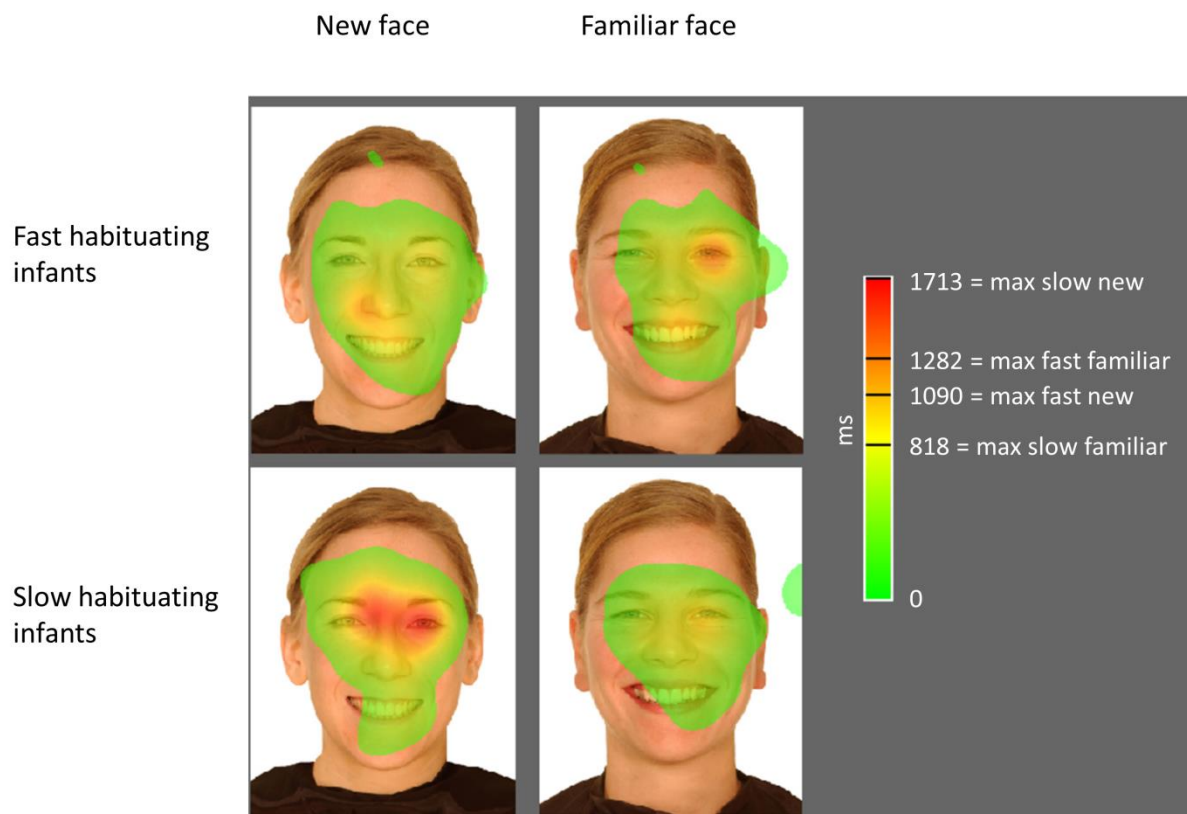 New face
Familiar face
Fast habituating
infants
Slow habituating
infants
1713 = max slow new
1282 = max fast familiar
1090 = max fast new
818 = max slow familiar
0
ms